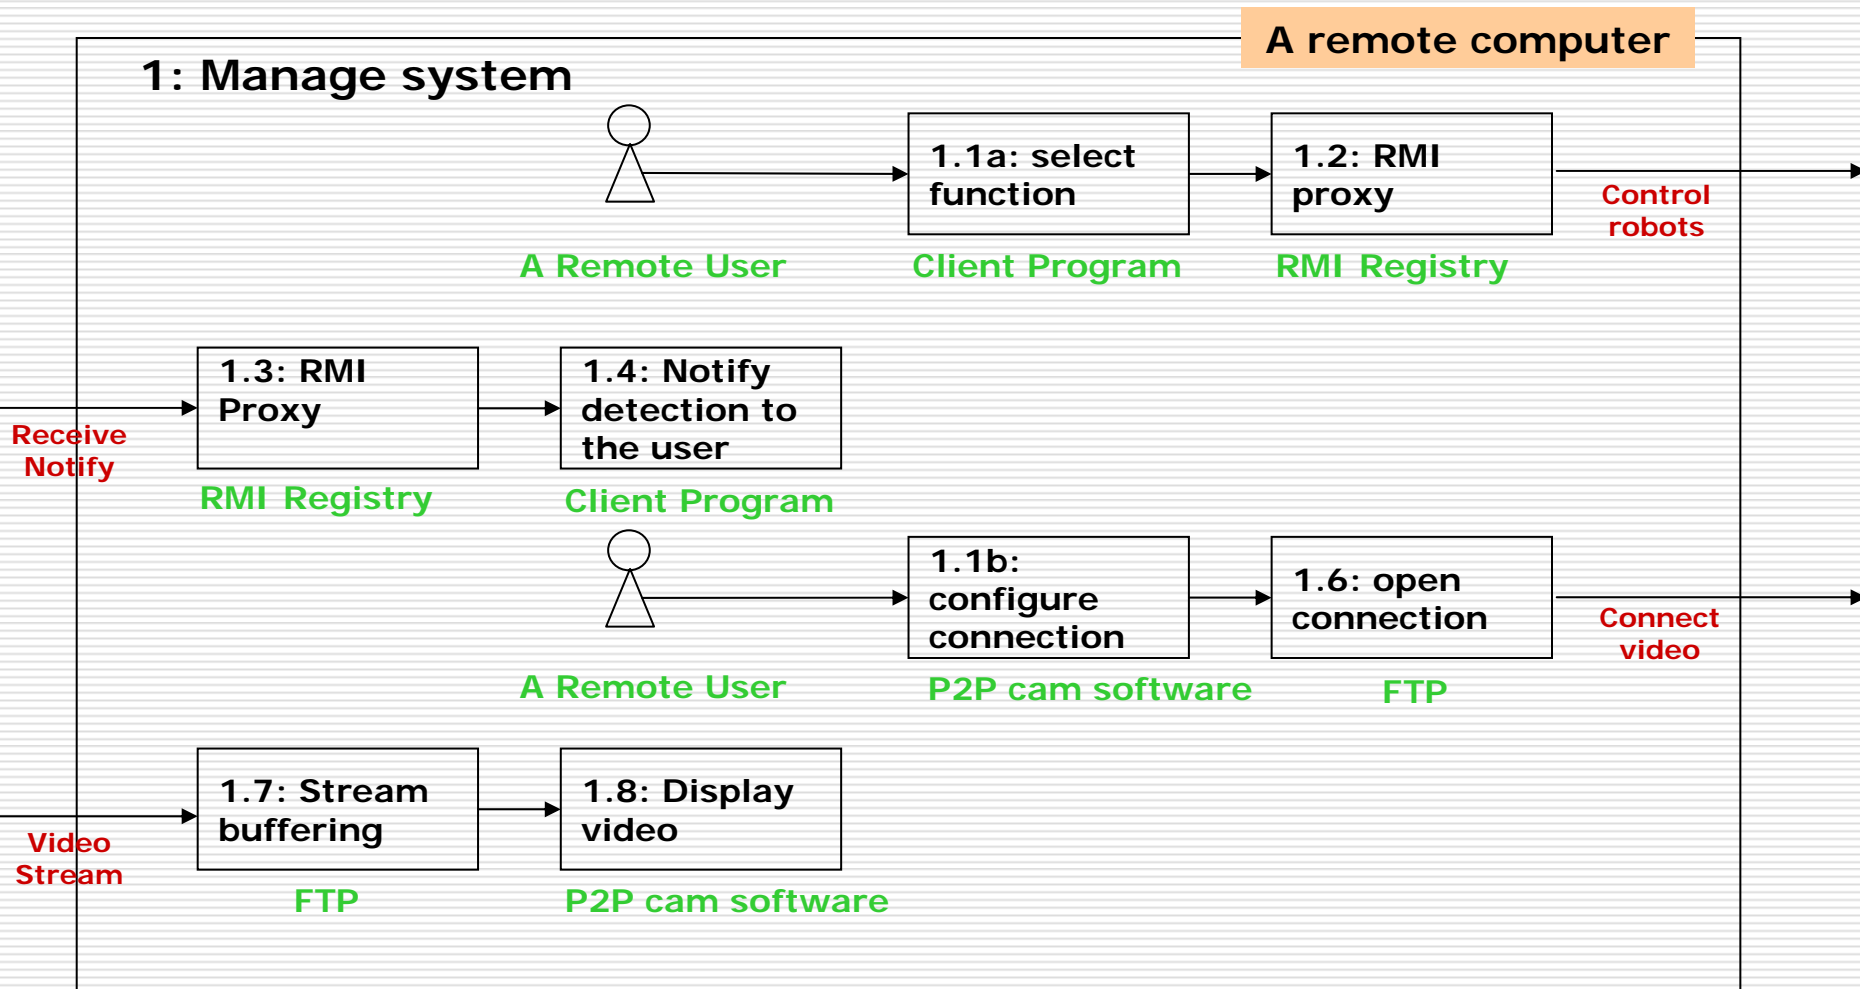 A remote computer
1: Manage system
1.1a: select
function
1.2: RMI
proxy
Control
robots
A Remote User
Client Program
RMI Registry
1.3: RMI
Proxy
1.4: Notify
detection to
the user
Receive
Notify
RMI Registry
Client Program
1.1b:
configure
connection
1.6: open
connection
Connect
video
A Remote User
P2P cam software
FTP
1.7: Stream
buffering
1.8: Display
video
Video
Stream
FTP
P2P cam software